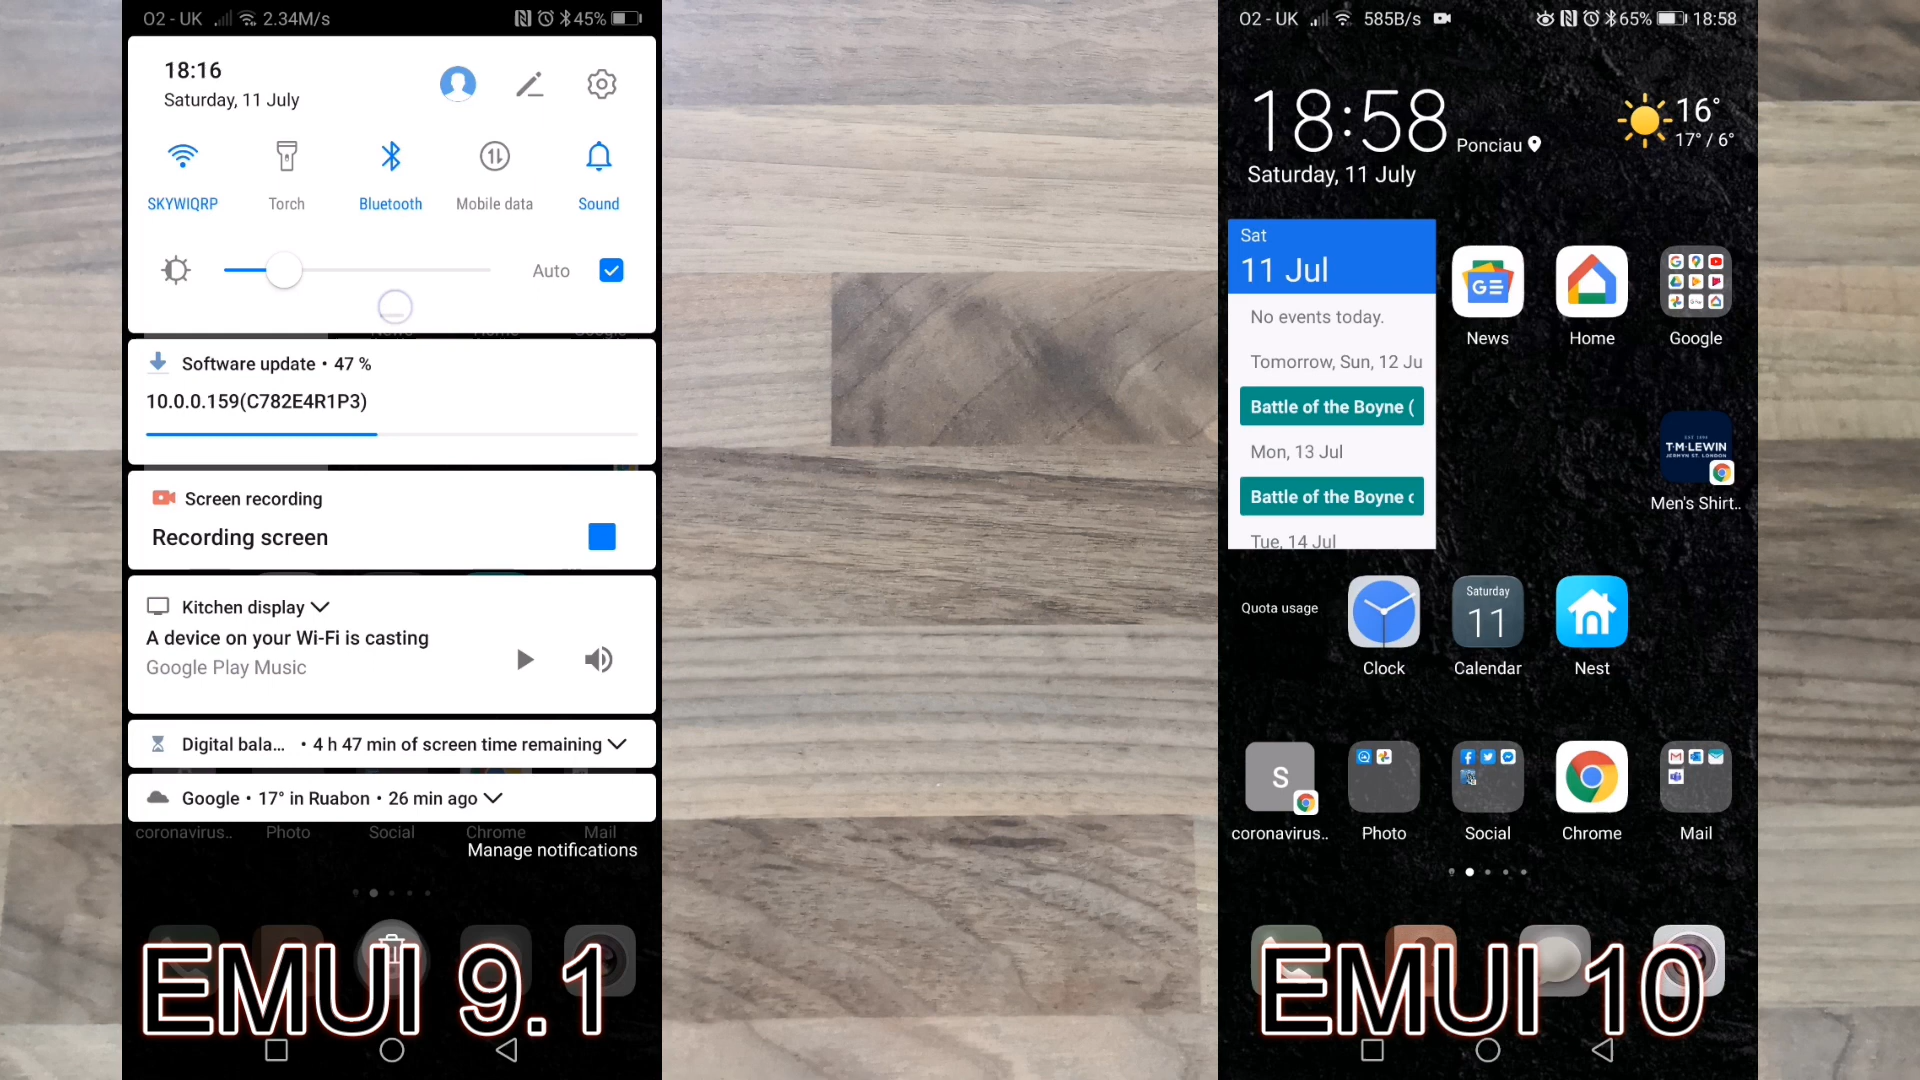 O2 - UK 2.34M/s 45%
18:16
Saturday, 11 July
SKYWIQRP Torch Bluetooth Mobile data Sound
Auto
Software update • 47 %
10.0.0.159(C782E4R1P3)
Screen recording
Recording screen
Kitchen display
A device on your Wi-Fi is casting
Google Play Music
Digital bala... • 4 h 47 min of screen time remaining
Google • 17° in Ruabon • 26 min ago
coronavirus.. Photo Social Chrome Mail
Manage notifications
EMUI 9.1
O2 - UK 585B/s 65% 18:58
18:58 Ponciau
16°
17° / 6°
Saturday, 11 July
Sat
11 Jul
No events today.
Tomorrow, Sun, 12 Ju
Battle of the Boyne (
Mon, 13 Jul
Battle of the Boyne c
Tue, 14 Jul
News Home Google
T·M·LEWIN
JERMYN ST. LONDON
Men's Shirt..
Quota usage
Saturday
11
Clock Calendar Nest
S
coronavirus.. Photo Social Chrome Mail
EMUI 10